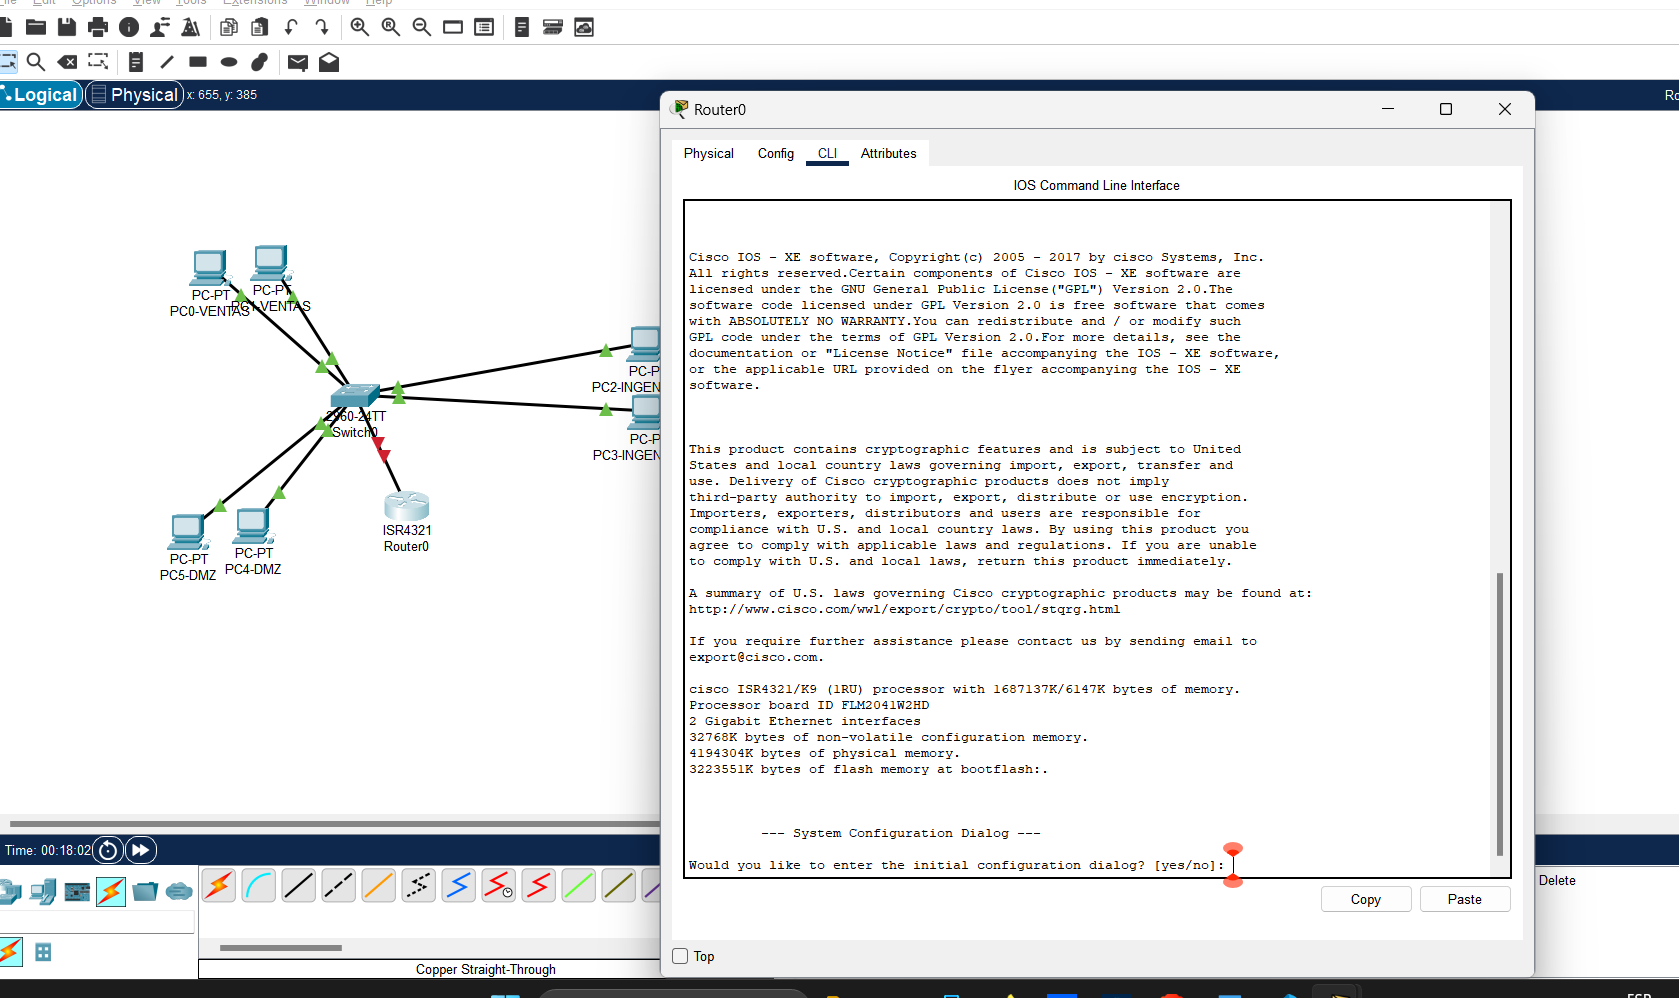 Logical
Physical
x: 655, y: 385
Router0
Physical
Config
CLI
Attributes
IOS Command Line Interface
Cisco IOS - XE software, Copyright(c) 2005 - 2017 by cisco Systems, Inc.
All rights reserved.Certain components of Cisco IOS - XE software are
licensed under the GNU General Public License("GPL") Version 2.0.The
software code licensed under GPL Version 2.0 is free software that comes
with ABSOLUTELY NO WARRANTY.You can redistribute and / or modify such
GPL code under the terms of GPL Version 2.0.For more details, see the
documentation or "License Notice" file accompanying the IOS - XE software,
or the applicable URL provided on the flyer accompanying the IOS - XE
software.
This product contains cryptographic features and is subject to United
States and local country laws governing import, export, transfer and
use. Delivery of Cisco cryptographic products does not imply
third-party authority to import, export, distribute or use encryption.
Importers, exporters, distributors and users are responsible for
compliance with U.S. and local country laws. By using this product you
agree to comply with applicable laws and regulations. If you are unable
to comply with U.S. and local laws, return this product immediately.
A summary of U.S. laws governing Cisco cryptographic products may be found at:
http://www.cisco.com/wwl/export/crypto/tool/stqrg.html
If you require further assistance please contact us by sending email to
export@cisco.com.
cisco ISR4321/K9 (1RU) processor with 1687137K/6147K bytes of memory.
Processor board ID FLM2041W2HD
2 Gigabit Ethernet interfaces
32768K bytes of non-volatile configuration memory.
4194304K bytes of physical memory.
3223551K bytes of flash memory at bootflash:.
--- System Configuration Dialog ---
Would you like to enter the initial configuration dialog? [yes/no]:
Copy
Paste
Top
PC-PT
PC0-VENTAS
PC-PT
PC1-VENTAS
PC-P
PC2-INGEN
PC-P
PC3-INGEN
2960-24TT
Switch0
ISR4321
Router0
PC-PT
PC5-DMZ
PC-PT
PC4-DMZ
Time: 00:18:02
Copper Straight-Through
Delete